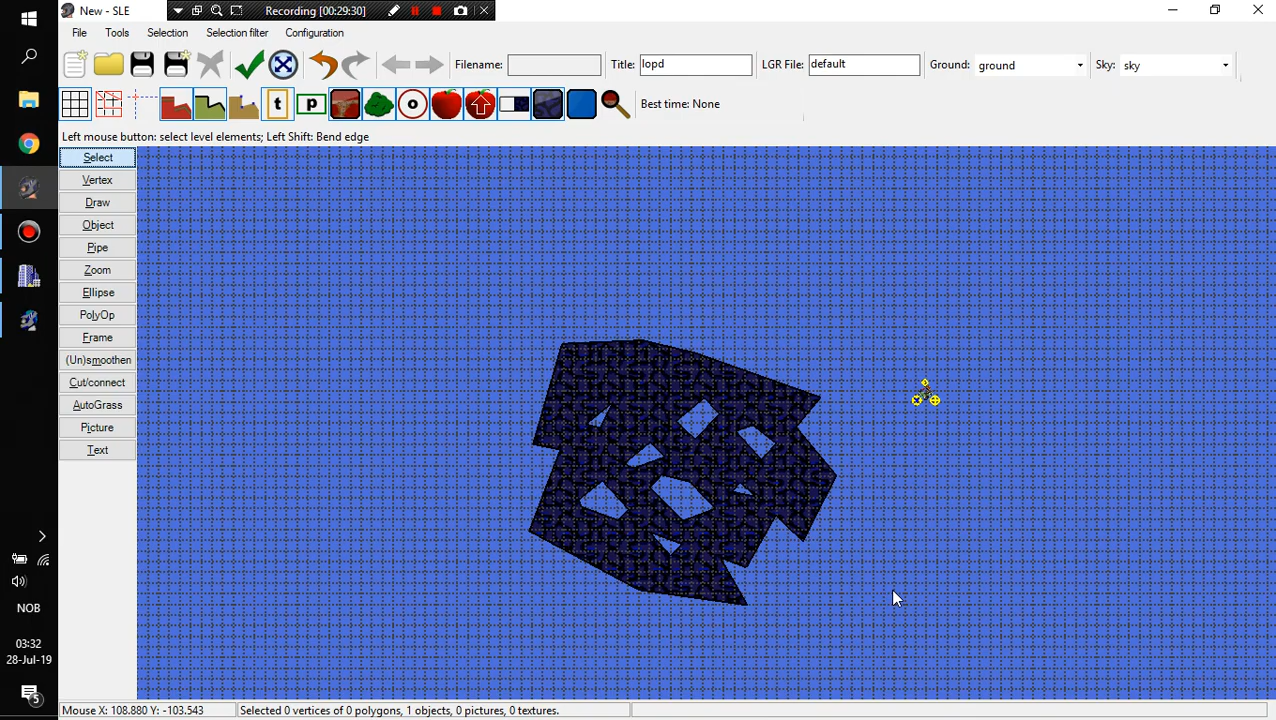 New - SLE
Recording [00:29:30]
File Tools Selection Selection filter Configuration
Filename: Title: lopd LGR File: default Ground: ground Sky: sky
t p o Best time: None
Left mouse button: select level elements; Left Shift: Bend edge
Select
Vertex
Draw
Object
Pipe
Zoom
Ellipse
PolyOp
Frame
(Un)smoothen
Cut/connect
AutoGrass
Picture
Text
NOB
03:32
28-Jul-19
5
Mouse X: 108.880 Y: -103.543 Selected 0 vertices of 0 polygons, 1 objects, 0 pictures, 0 textures.